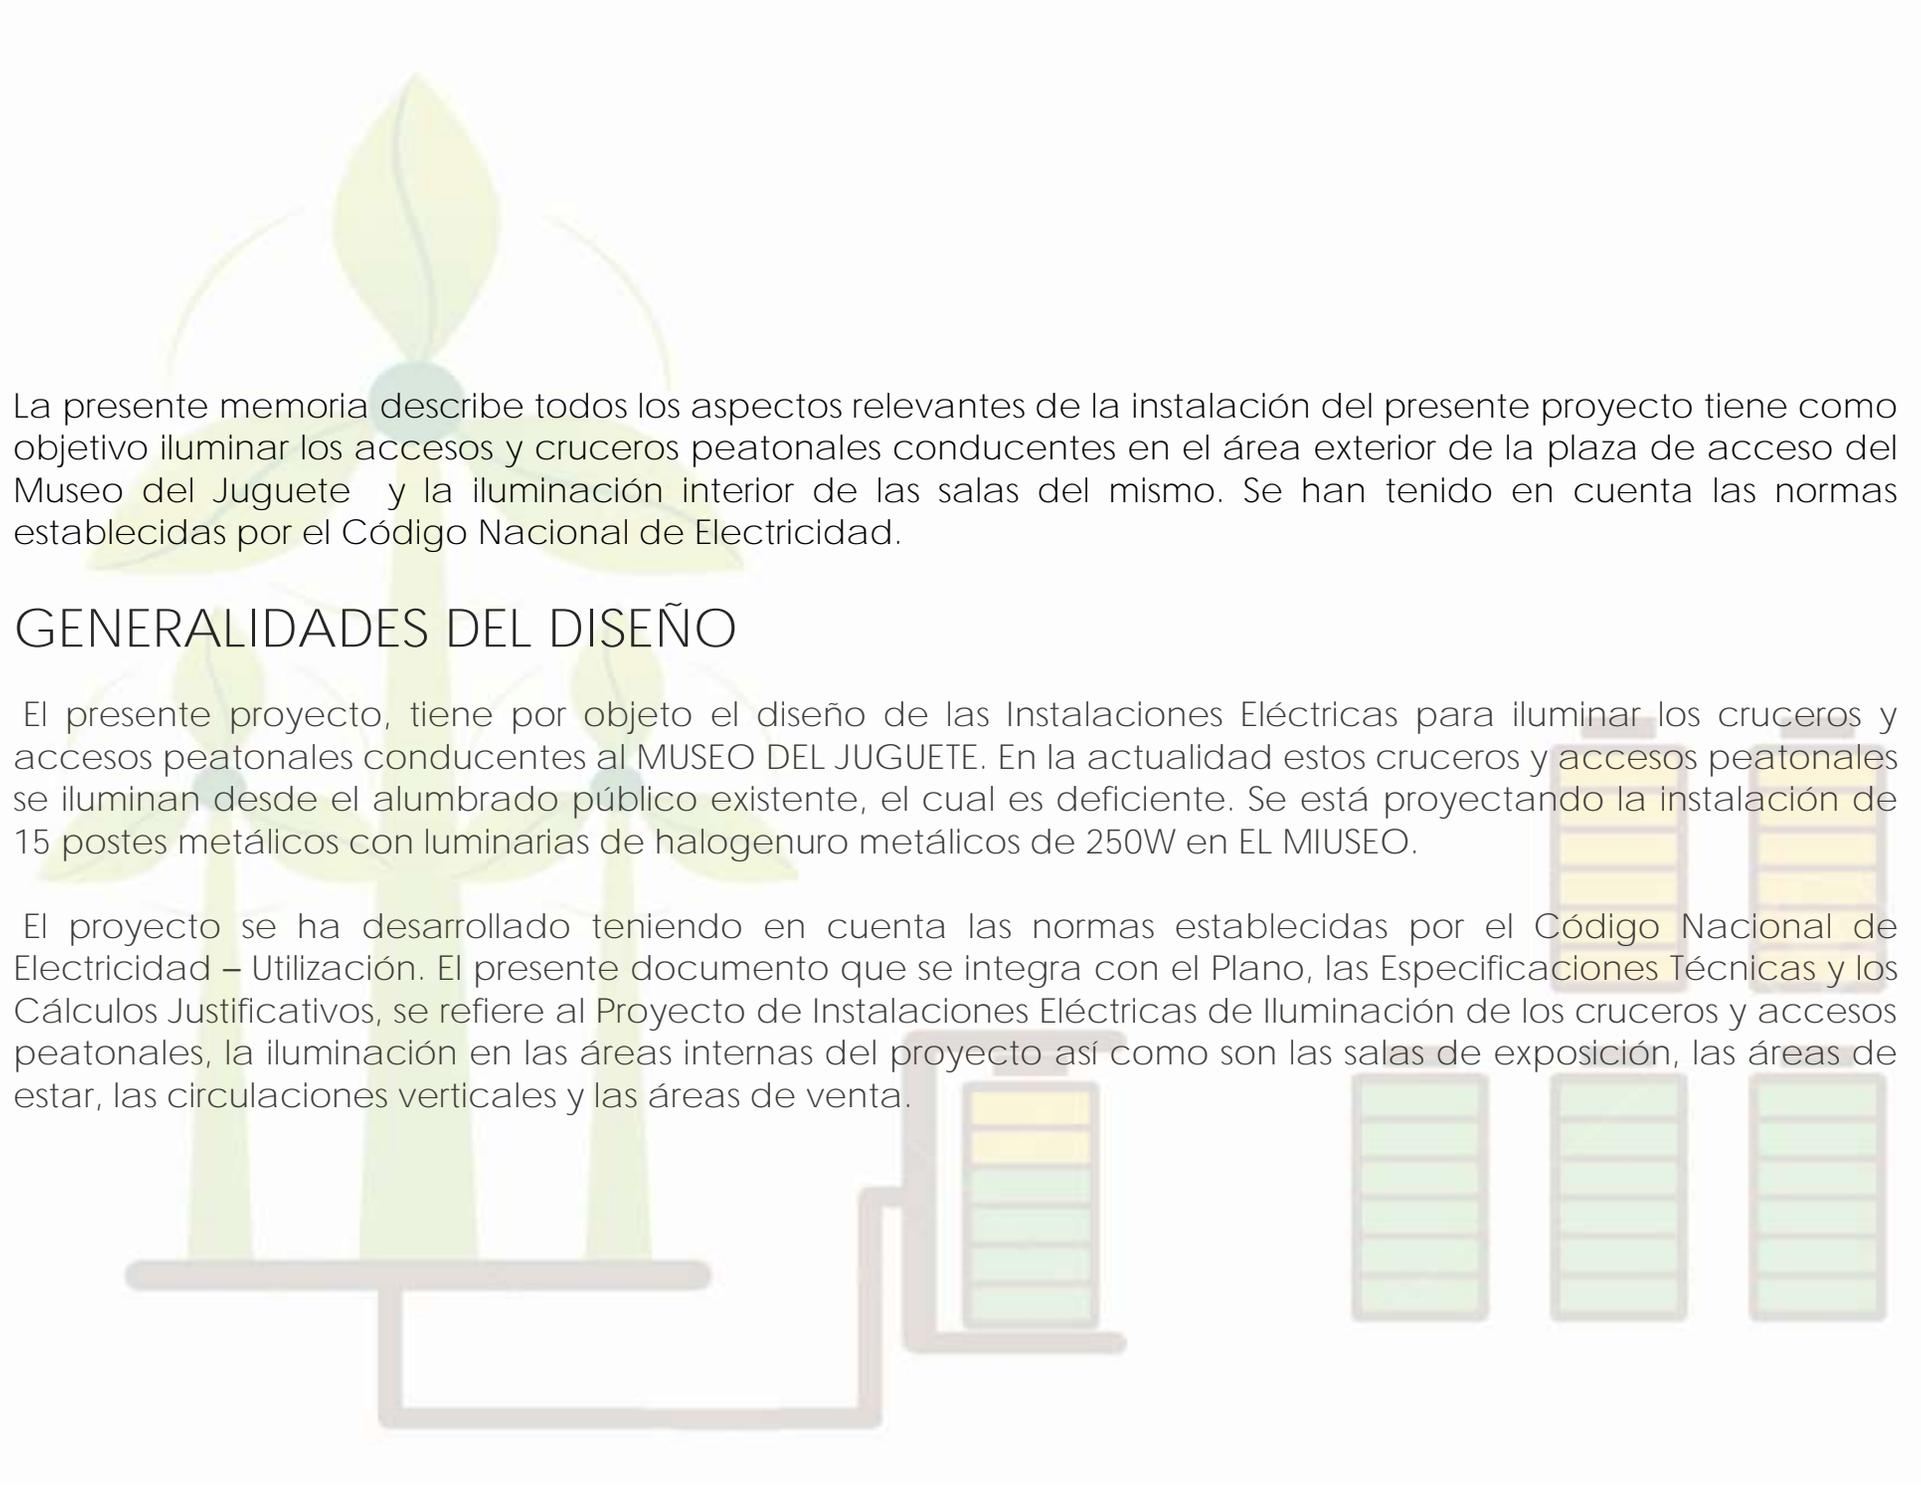 La presente memoria describe todos los aspectos relevantes de la instalación del presente proyecto tiene como
objetivo iluminar los accesos y cruceros peatonales conducentes en el área exterior de la plaza de acceso del
Museo del Juguete y la iluminación interior de las salas del mismo. Se han tenido en cuenta las normas
establecidas por el Código Nacional de Electricidad.
GENERALIDADES DEL DISEÑO
El presente proyecto, tiene por objeto el diseño de las Instalaciones Eléctricas para iluminar los cruceros y
accesos peatonales conducentes al MUSEO DEL JUGUETE. En la actualidad estos cruceros y accesos peatonales
se iluminan desde el alumbrado público existente, el cual es deficiente. Se está proyectando la instalación de
15 postes metálicos con luminarias de halogenuro metálicos de 250W en EL MIUSEO.
El proyecto se ha desarrollado teniendo en cuenta las normas establecidas por el Código Nacional de
Electricidad – Utilización. El presente documento que se integra con el Plano, las Especificaciones Técnicas y los
Cálculos Justificativos, se refiere al Proyecto de Instalaciones Eléctricas de Iluminación de los cruceros y accesos
peatonales, la iluminación en las áreas internas del proyecto así como son las salas de exposición, las áreas de
estar, las circulaciones verticales y las áreas de venta.